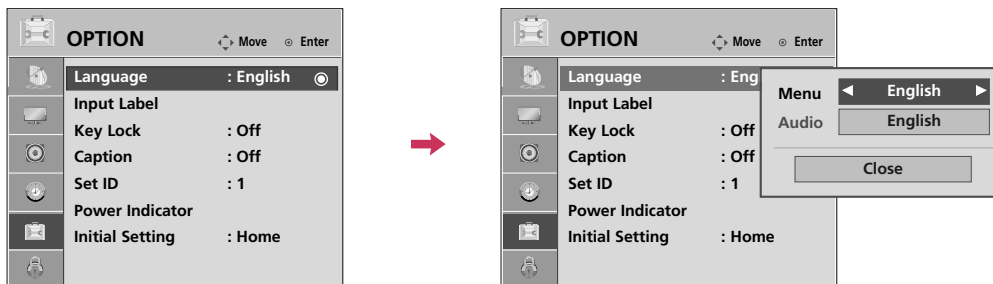 OPTION Move Enter
Language : English
Input Label
Key Lock : Off
Caption : Off
Set ID : 1
Power Indicator
Initial Setting : Home
OPTION Move Enter
Language : Eng
Input Label
Key Lock : Off
Caption : Off
Set ID : 1
Power Indicator
Initial Setting : Home
Menu English
Audio English
Close